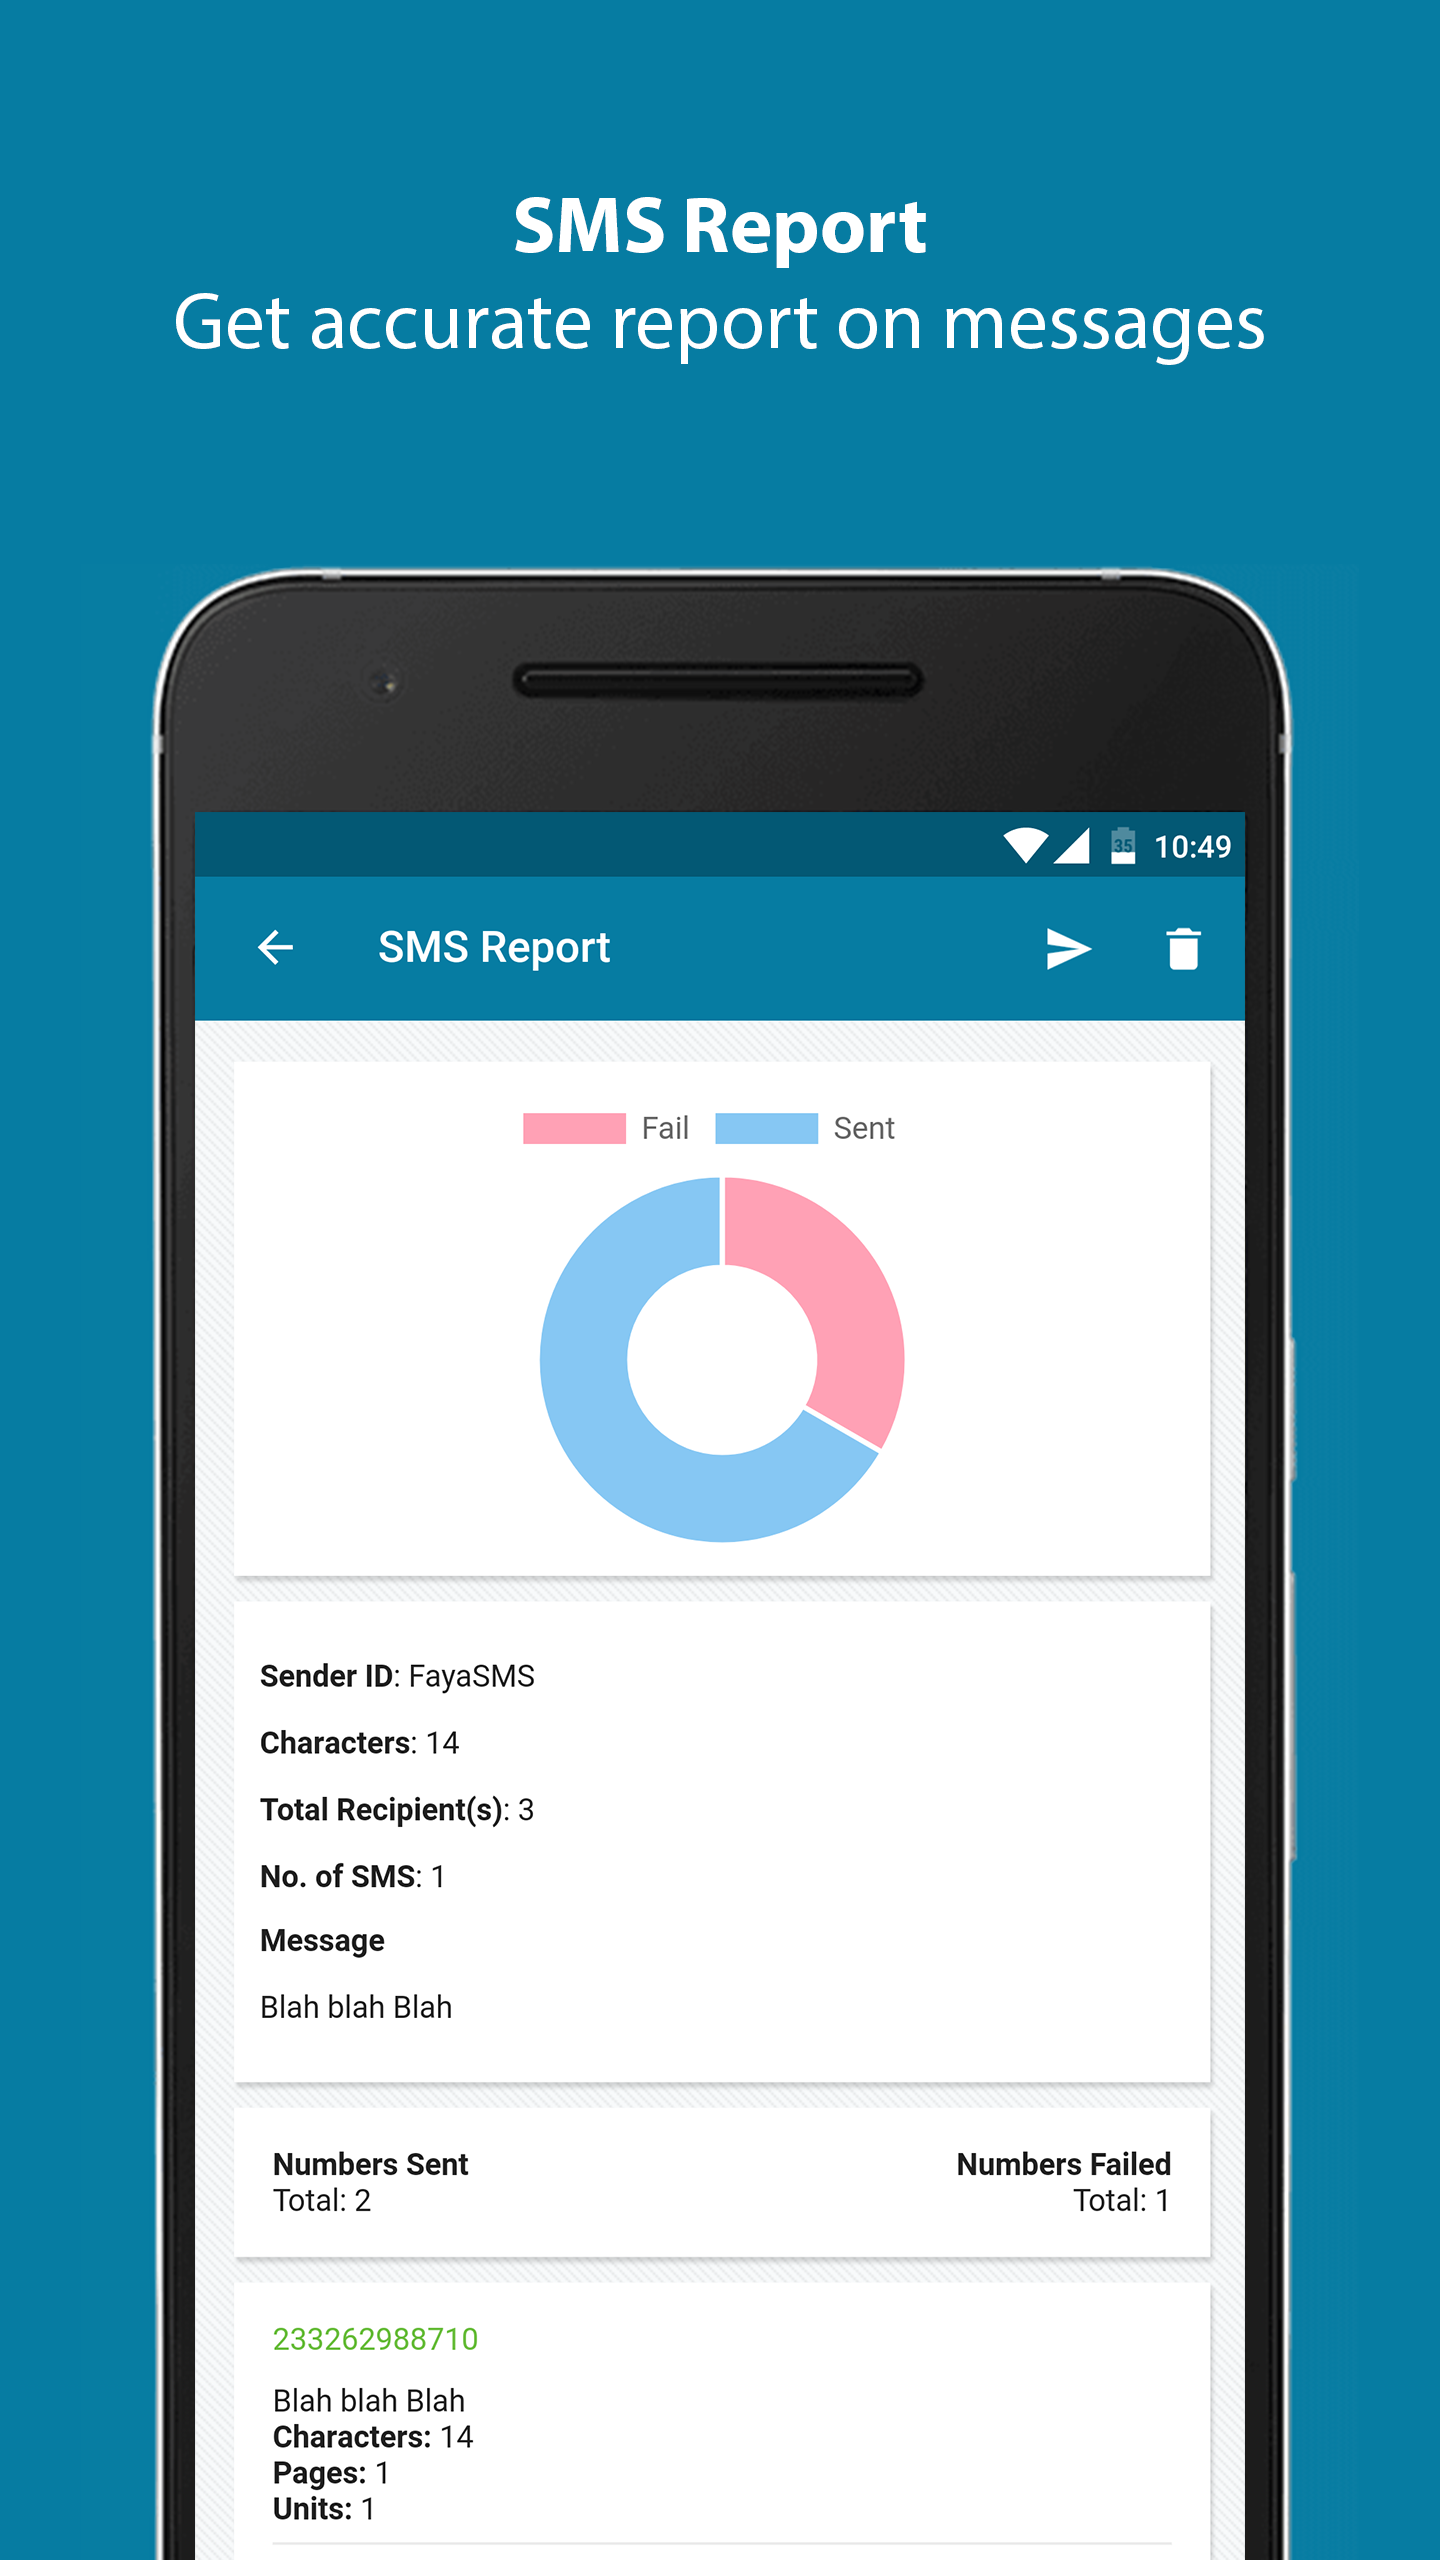 SMS Report
Get accurate report on messages
35 10:49
SMS Report
Fail Sent
Sender ID: FayaSMS
Characters: 14
Total Recipient(s): 3
No. of SMS: 1
Message
Blah blah Blah
Numbers Sent Numbers Failed
Total: 2 Total: 1
233262988710
Blah blah Blah
Characters: 14
Pages: 1
Units: 1